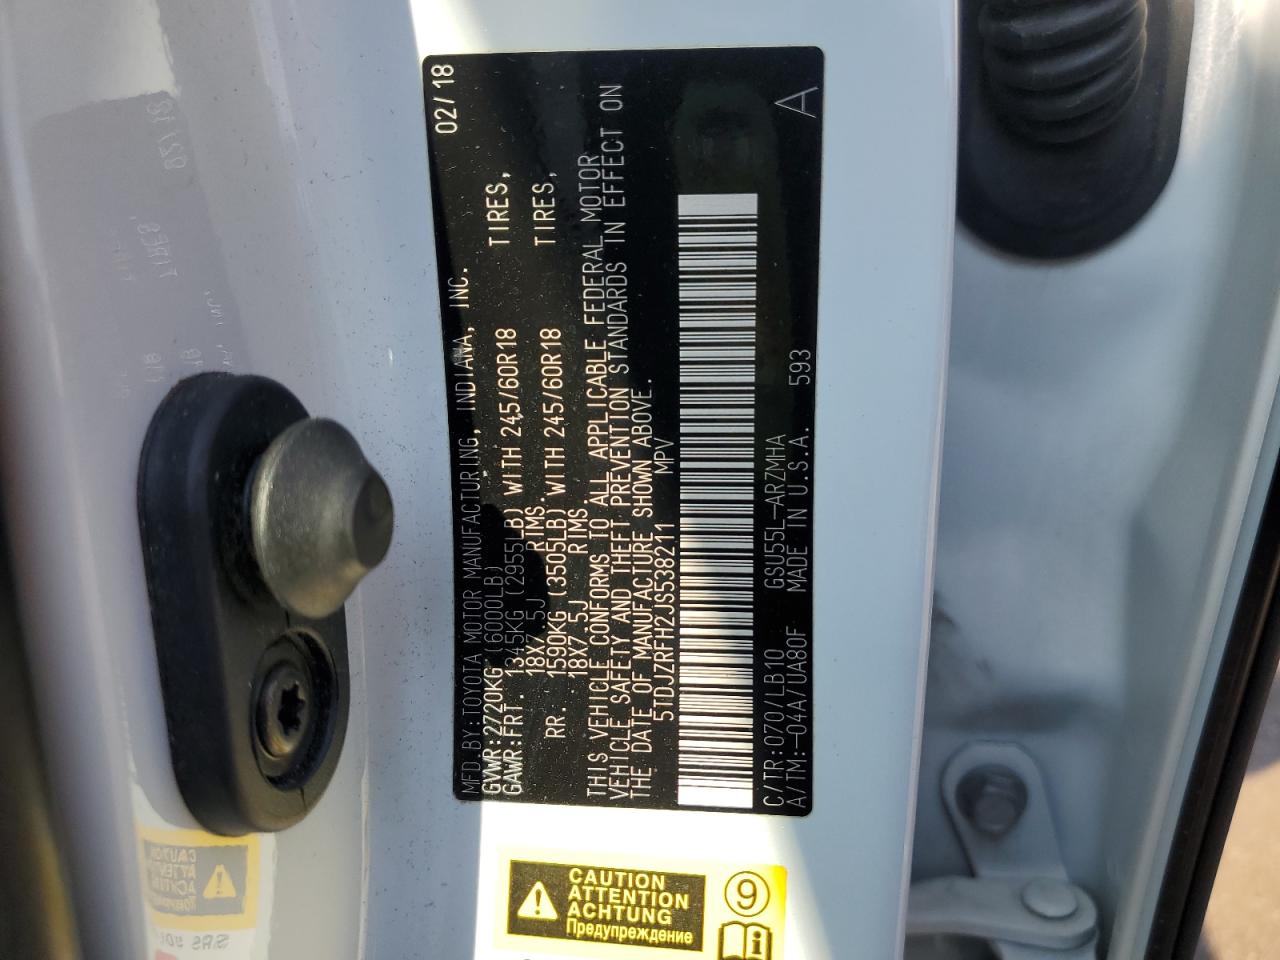 MFD. BY: TOYOTA MOTOR MANUFACTURING, INDIANA, INC. 02/18
GVWR: 2720KG (6000LB)
GAWR: FRT. 1345KG (2955LB) WITH 245/60R18 TIRES,
18X7.5J RIMS.
RR. 1590KG (3505LB) WITH 245/60R18 TIRES,
18X7.5J RIMS.
THIS VEHICLE CONFORMS TO ALL APPLICABLE FEDERAL MOTOR
VEHICLE SAFETY AND THEFT PREVENTION STANDARDS IN EFFECT ON
THE DATE OF MANUFACTURE SHOWN ABOVE.
5TDJZRFH2JS538211 MPV
C/TR: 070/LB10 GSU55L-ARZMHA A
A/TM: -04A/UA80F MADE IN U.S.A. 593
CAUTION
ATTENTION
ACHTUNG
Предупреждение
9
i